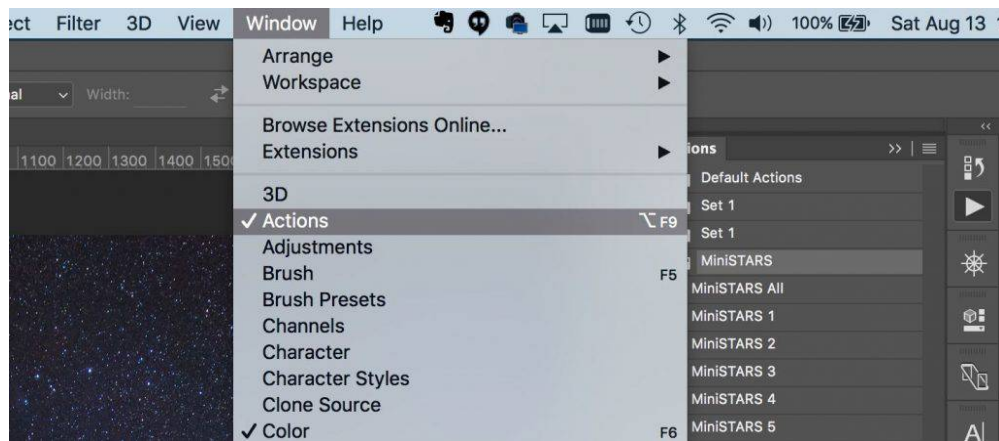 ect Filter 3D View Window Help 100% Sat Aug 13
Arrange
Workspace
al Width:
Browse Extensions Online...
Extensions
1100 1200 1300 1400 1500
ions
Default Actions
3D
Set 1
Actions ⌥ F9
Set 1
Adjustments
MiniSTARS
Brush F5
MiniSTARS All
Brush Presets
MiniSTARS 1
Channels
MiniSTARS 2
Character
MiniSTARS 3
Character Styles
MiniSTARS 4
Clone Source
MiniSTARS 5
Color F6
A